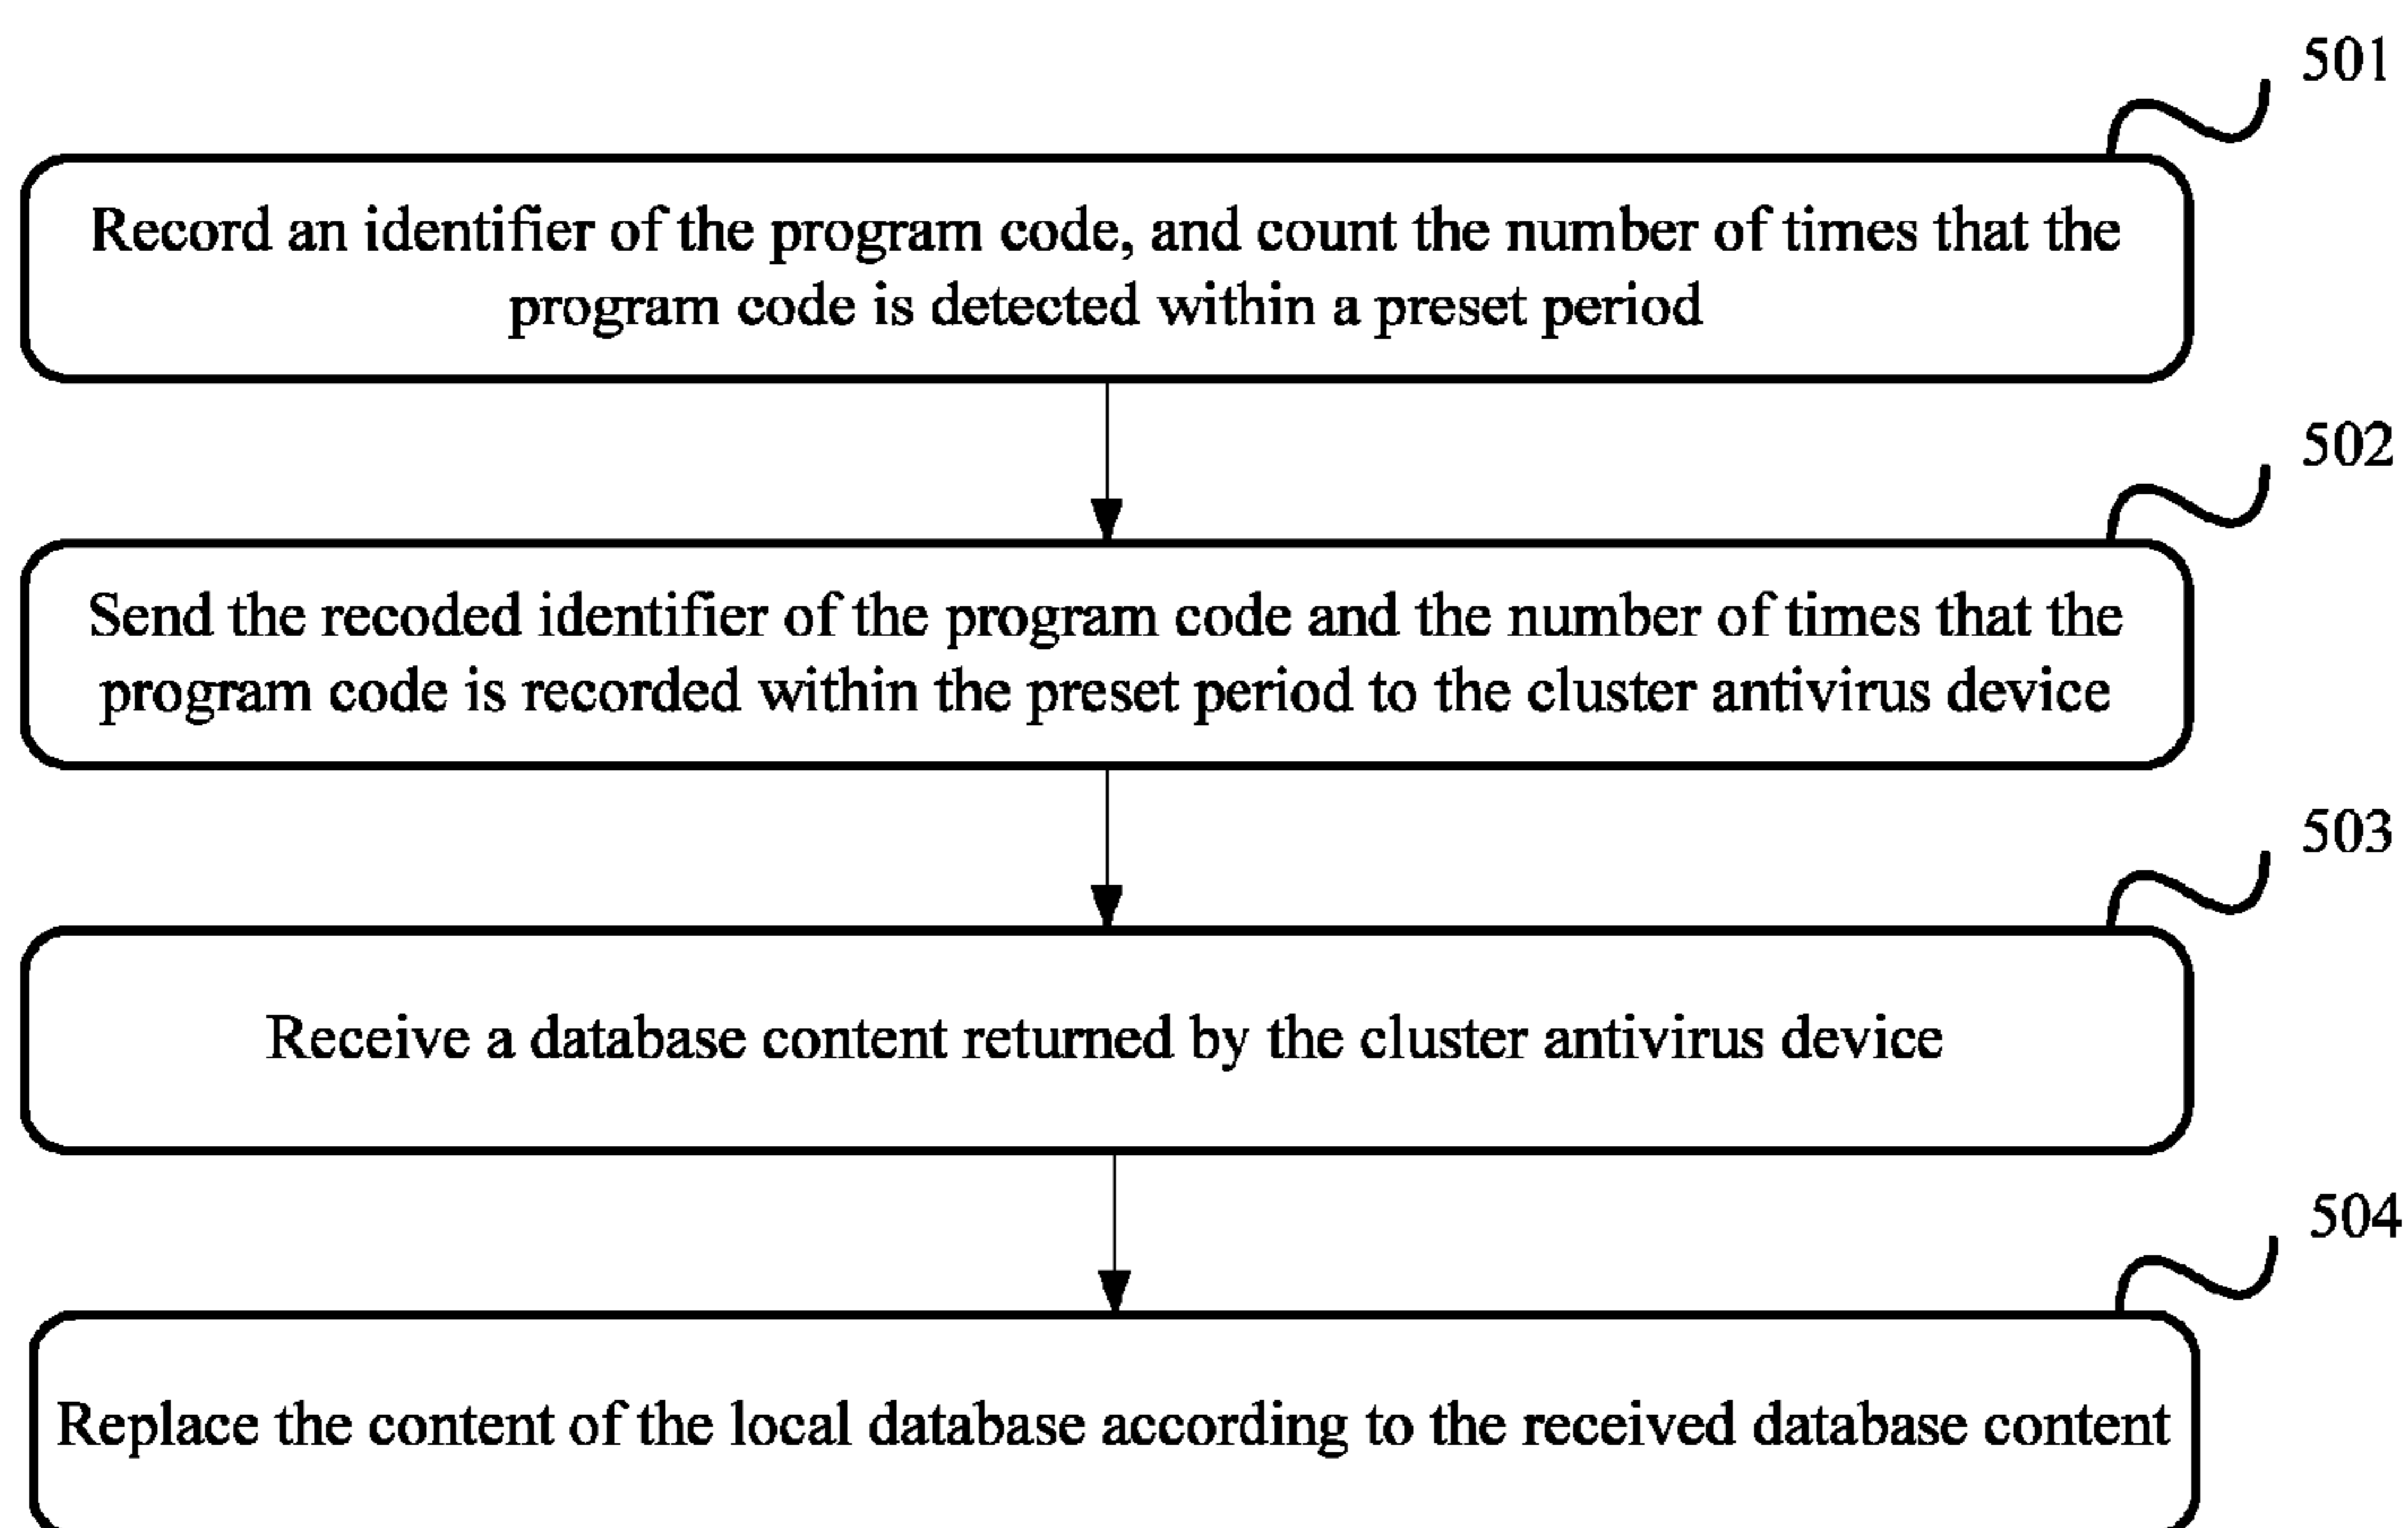 501
Record an identifier of the program code, and count the number of times that the
program code is detected within a preset period
502
Send the recoded identifier of the program code and the number of times that the
program code is recorded within the preset period to the cluster antivirus device
503
Receive a database content returned by the cluster antivirus device
504
Replace the content of the local database according to the received database content